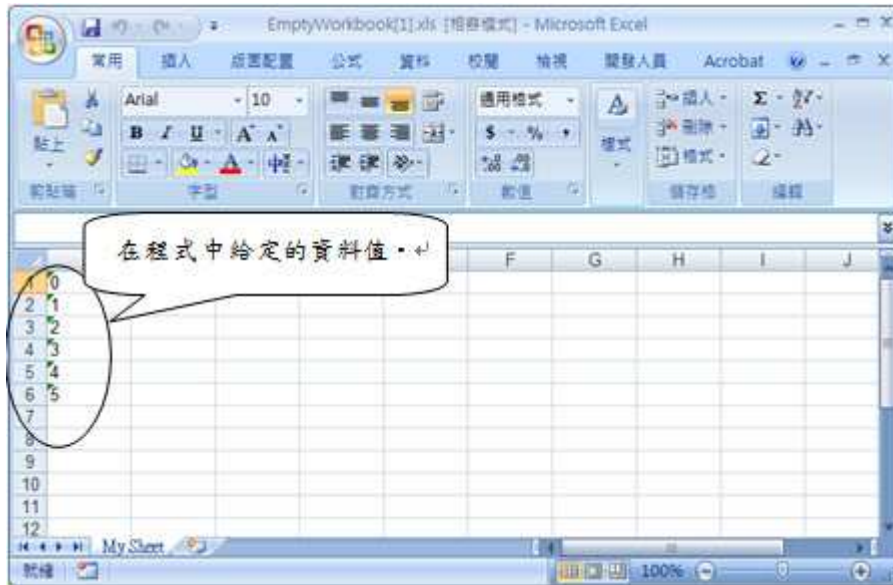 EmptyWorkbook[1].xls [相容模式] - Microsoft Excel
常用 插入 版面配置 公式 資料 校閱 檢視 開發人員 Acrobat
Arial 10 通用格式 插入
貼上 B I U A A $ % 樣式 刪除
格式
剪貼簿 字型 對齊方式 數值 儲存格 編輯
在程式中給定的資料值。
F G H I J
1 0
2 1
3 2
4 3
5 4
6 5
7
8
9
10
11
12
My Sheet
就緒 100%